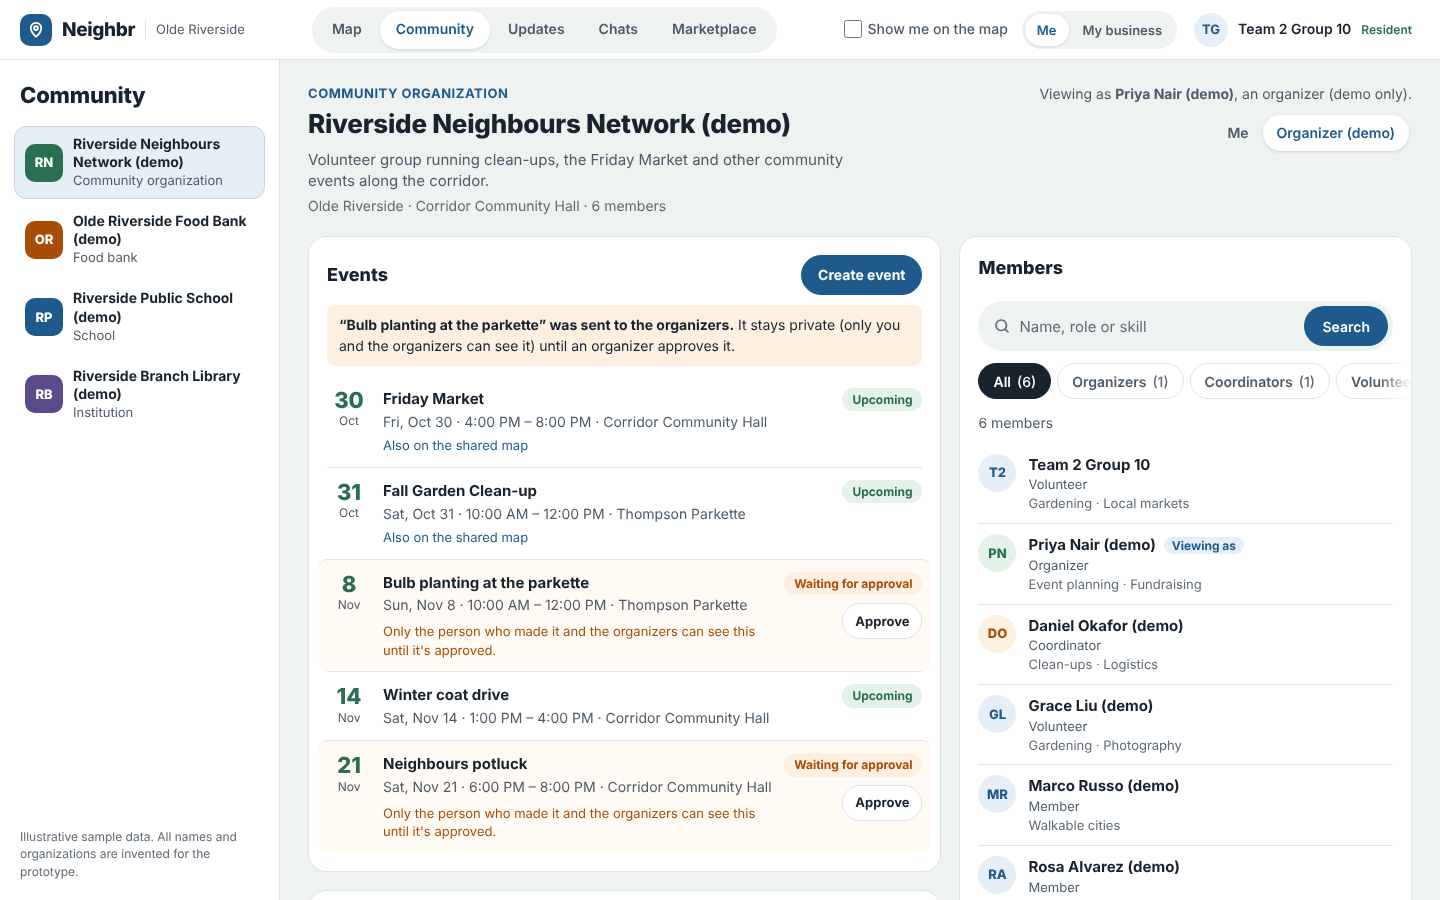 Neighbr
Olde Riverside
Map
Community
Updates
Chats
Marketplace
Show me on the map
Me
My business
TG
Team 2 Group 10
Resident
Community
RN
Riverside Neighbours
Network (demo)
Community organization
OR
Olde Riverside Food Bank
(demo)
Food bank
RP
Riverside Public School
(demo)
School
RB
Riverside Branch Library
(demo)
Institution
Illustrative sample data. All names and
organizations are invented for the
prototype.
COMMUNITY ORGANIZATION
Riverside Neighbours Network (demo)
Volunteer group running clean-ups, the Friday Market and other community
events along the corridor.
Olde Riverside · Corridor Community Hall · 6 members
Viewing as Priya Nair (demo), an organizer (demo only).
Me
Organizer (demo)
Events
Create event
“Bulb planting at the parkette” was sent to the organizers. It stays private (only you
and the organizers can see it) until an organizer approves it.
30
Oct
Friday Market
Fri, Oct 30 · 4:00 PM – 8:00 PM · Corridor Community Hall
Also on the shared map
Upcoming
31
Oct
Fall Garden Clean-up
Sat, Oct 31 · 10:00 AM – 12:00 PM · Thompson Parkette
Also on the shared map
Upcoming
8
Nov
Bulb planting at the parkette
Sun, Nov 8 · 10:00 AM – 12:00 PM · Thompson Parkette
Only the person who made it and the organizers can see this
until it's approved.
Waiting for approval
Approve
14
Nov
Winter coat drive
Sat, Nov 14 · 1:00 PM – 4:00 PM · Corridor Community Hall
Upcoming
21
Nov
Neighbours potluck
Sat, Nov 21 · 6:00 PM – 8:00 PM · Corridor Community Hall
Only the person who made it and the organizers can see this
until it's approved.
Waiting for approval
Approve
Members
Name, role or skill
Search
All (6)
Organizers (1)
Coordinators (1)
Voluntee
6 members
T2
Team 2 Group 10
Volunteer
Gardening · Local markets
PN
Priya Nair (demo)
Viewing as
Organizer
Event planning · Fundraising
DO
Daniel Okafor (demo)
Coordinator
Clean-ups · Logistics
GL
Grace Liu (demo)
Volunteer
Gardening · Photography
MR
Marco Russo (demo)
Member
Walkable cities
RA
Rosa Alvarez (demo)
Member